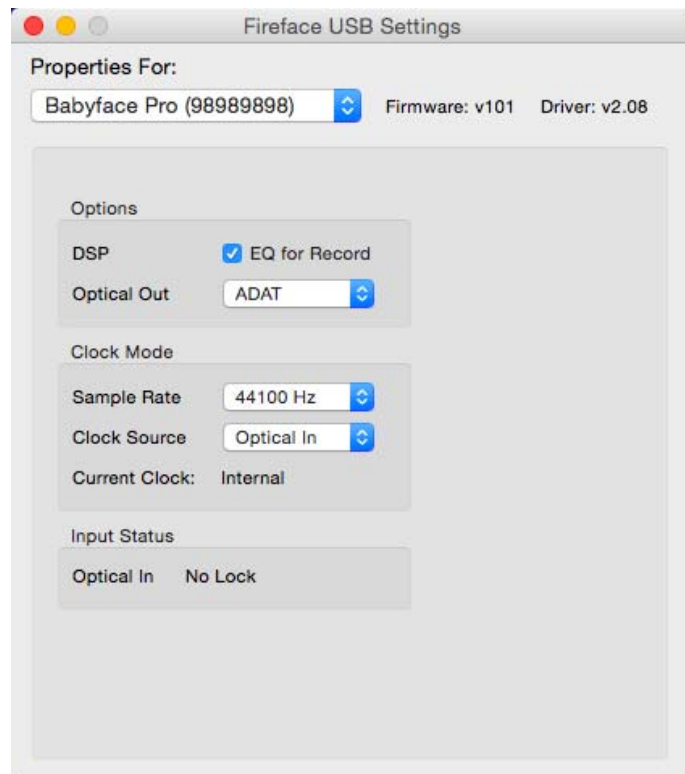 Fireface USB Settings
Properties For:
Babyface Pro (98989898) Firmware: v101 Driver: v2.08
Options
DSP EQ for Record
Optical Out ADAT
Clock Mode
Sample Rate 44100 Hz
Clock Source Optical In
Current Clock: Internal
Input Status
Optical In No Lock